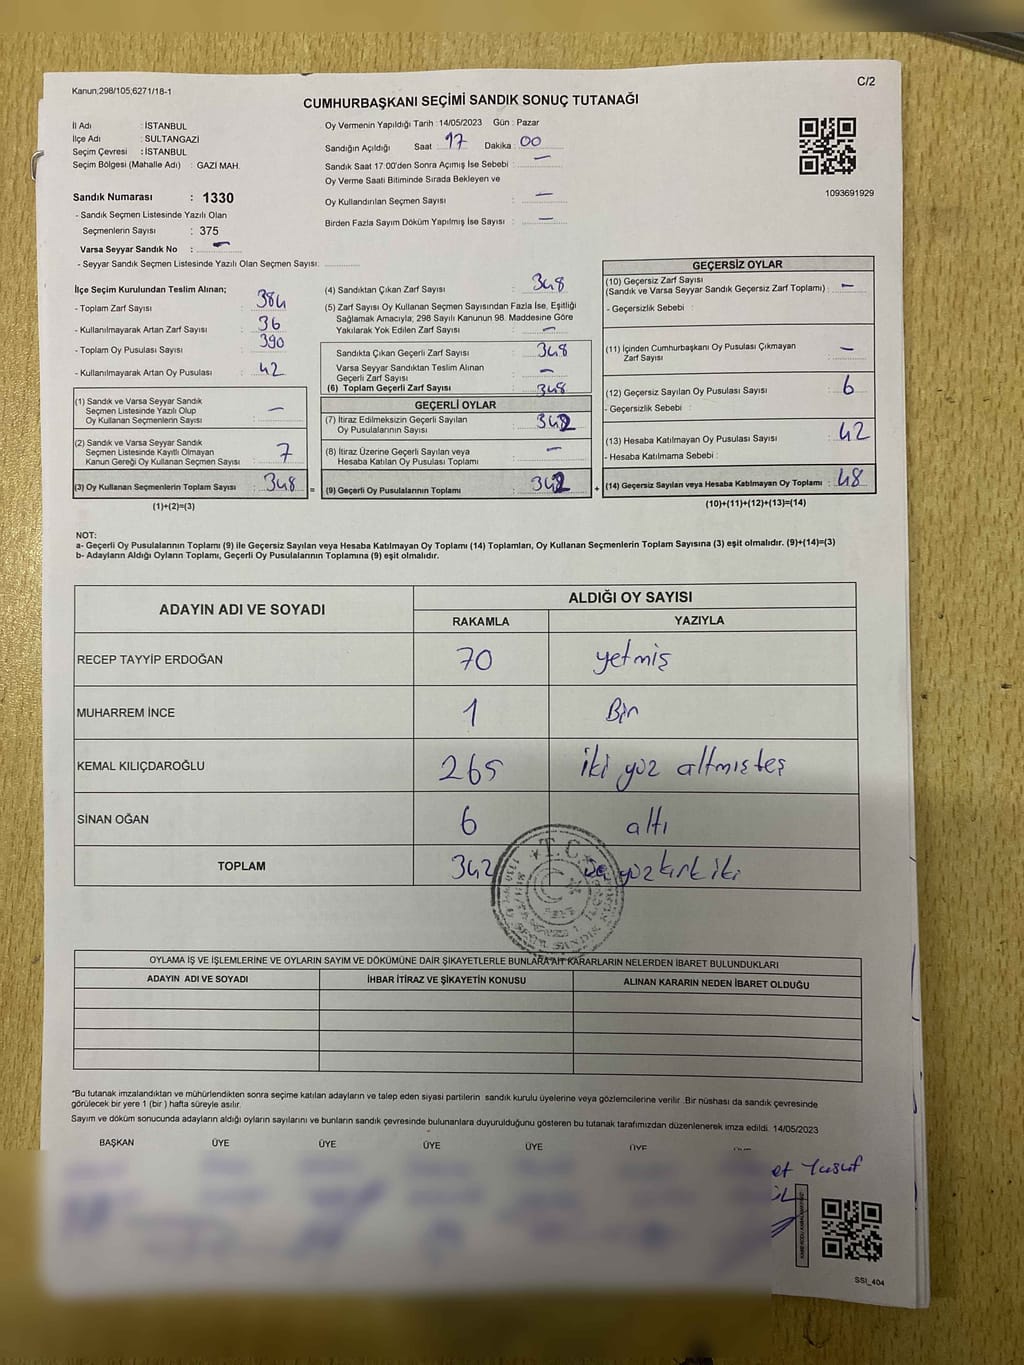 Kanun;298/105,6271/18-1
C/2
CUMHURBAŞKANI SEÇİMİ SANDIK SONUÇ TUTANAĞI
İl Adı : İSTANBUL
İlçe Adı : SULTANGAZİ
Seçim Çevresi : İSTANBUL
Seçim Bölgesi (Mahalle Adı) : GAZİ MAH.
Sandık Numarası : 1330
- Sandık Seçmen Listesinde Yazılı Olan
Seçmenlerin Sayısı : 375
Varsa Seyyar Sandık No : –
- Seyyar Sandık Seçmen Listesinde Yazılı Olan Seçmen Sayısı:
Oy Vermenin Yapıldığı Tarih : 14/05/2023 Gün : Pazar
Sandığın Açıldığı Saat : 17 Dakika : 00
Sandık Saat 17:00'den Sonra Açımış İse Sebebi : –
Oy Verme Saati Bitiminde Sırada Bekleyen ve
Oy Kullandırılan Seçmen Sayısı : –
Birden Fazla Sayım Döküm Yapılmış İse Sayısı : –
1093691929
İlçe Seçim Kurulundan Teslim Alınan;
- Toplam Zarf Sayısı : 384
- Kullanılmayarak Artan Zarf Sayısı : 36
- Toplam Oy Pusulası Sayısı : 390
- Kullanılmayarak Artan Oy Pusulası : 42
(1) Sandık ve Varsa Seyyar Sandık
Seçmen Listesinde Yazılı Olup
Oy Kullanan Seçmenlerin Sayısı : –
(2) Sandık ve Varsa Seyyar Sandık
Seçmen Listesinde Kayıtlı Olmayan
Kanun Gereği Oy Kullanan Seçmen Sayısı : 7
(3) Oy Kullanan Seçmenlerin Toplam Sayısı : 348 =
(1)+(2)=(3)
(4) Sandıktan Çıkan Zarf Sayısı : 348
(5) Zarf Sayısı Oy Kullanan Seçmen Sayısından Fazla İse, Eşitliği
Sağlamak Amacıyla; 298 Sayılı Kanunun 98. Maddesine Göre
Yakılarak Yok Edilen Zarf Sayısı : –
Sandıkta Çıkan Geçerli Zarf Sayısı : 348
Varsa Seyyar Sandıktan Teslim Alınan
Geçerli Zarf Sayısı : –
(6) Toplam Geçerli Zarf Sayısı : 348
GEÇERLİ OYLAR
(7) İtiraz Edilmeksizin Geçerli Sayılan
Oy Pusulalarının Sayısı : 342
(8) İtiraz Üzerine Geçerli Sayılan veya
Hesaba Katılan Oy Pusulası Toplamı : –
(9) Geçerli Oy Pusulalarının Toplamı : 342 +
GEÇERSİZ OYLAR
(10) Geçersiz Zarf Sayısı
(Sandık ve Varsa Seyyar Sandık Geçersiz Zarf Toplamı) : –
- Geçersizlik Sebebi :
(11) İçinden Cumhurbaşkanı Oy Pusulası Çıkmayan
Zarf Sayısı : –
(12) Geçersiz Sayılan Oy Pusulası Sayısı : 6
- Geçersizlik Sebebi :
(13) Hesaba Katılmayan Oy Pusulası Sayısı : 42
- Hesaba Katılmama Sebebi :
(14) Geçersiz Sayılan veya Hesaba Katılmayan Oy Toplamı : 48
(10)+(11)+(12)+(13)=(14)
NOT:
a- Geçerli Oy Pusulalarının Toplamı (9) ile Geçersiz Sayılan veya Hesaba Katılmayan Oy Toplamı (14) Toplamları, Oy Kullanan Seçmenlerin Toplam Sayısına (3) eşit olmalıdır. (9)+(14)=(3)
b- Adayların Aldığı Oyların Toplamı, Geçerli Oy Pusulalarının Toplamına (9) eşit olmalıdır.
ADAYIN ADI VE SOYADI ALDIĞI OY SAYISI
RAKAMLA YAZIYLA
RECEP TAYYİP ERDOĞAN 70 yetmiş
MUHARREM İNCE 1 Bir
KEMAL KILIÇDAROĞLU 265 iki yüz altmışbeş
SİNAN OĞAN 6 altı
TOPLAM 342 üç yüz kırk iki
T.C.
OYLAMA İŞ VE İŞLEMLERİNE VE OYLARIN SAYIM VE DÖKÜMÜNE DAİR ŞİKAYETLERLE BUNLARA AİT KARARLARIN NELERDEN İBARET BULUNDUKLARI
ADAYIN ADI VE SOYADI İHBAR İTİRAZ VE ŞİKAYETİN KONUSU ALINAN KARARIN NEDEN İBARET OLDUĞU
*Bu tutanak imzalandıktan ve mühürlendikten sonra seçime katılan adayların ve talep eden siyasi partilerin sandık kurulu üyelerine veya gözlemcilerine verilir .Bir nüshası da sandık çevresinde
görülecek bir yere 1 (bir ) hafta süreyle asılır.
Sayım ve döküm sonucunda adayların aldığı oyların sayılarını ve bunların sandık çevresinde bulunanlara duyurulduğunu gösteren bu tutanak tarafımızdan düzenlenerek imza edildi. 14/05/2023
BAŞKAN ÜYE ÜYE ÜYE ÜYE ÜYE
et Yusuf
SSI_404